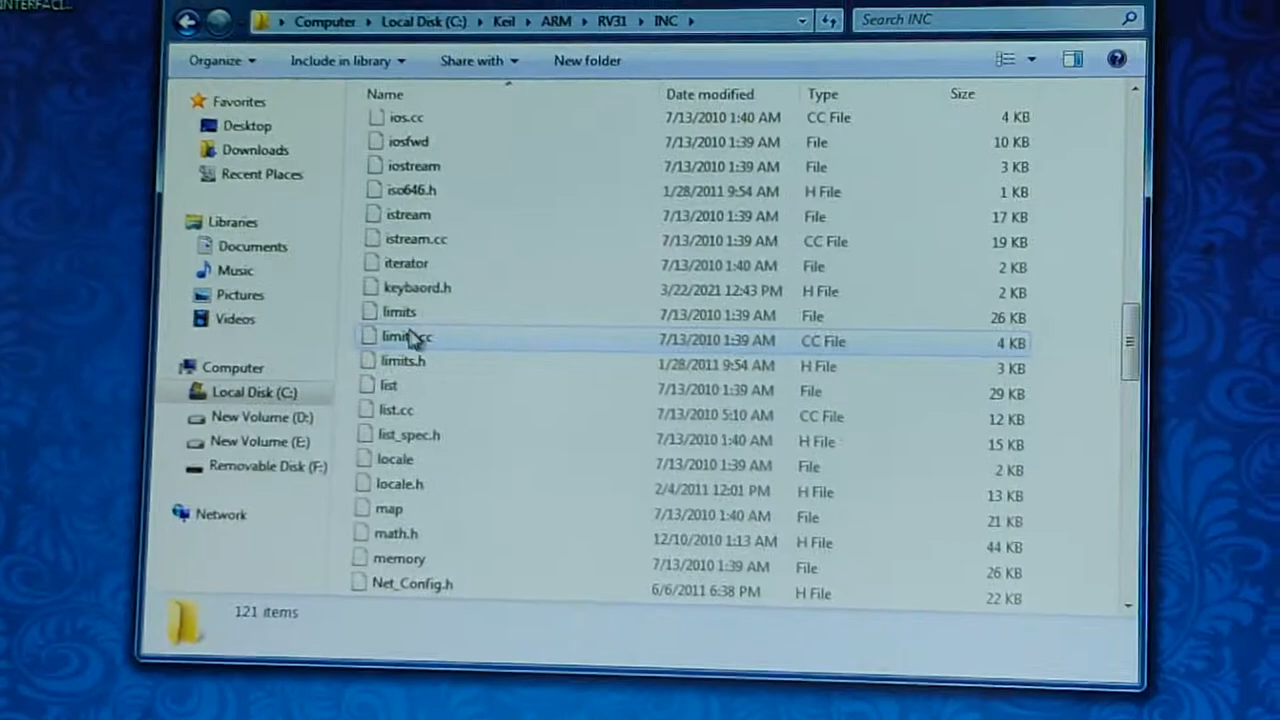 INTERFACI...
Computer Local Disk (C:) Keil ARM RV31 INC
Search INC
Organize Include in library Share with New folder
Name Date modified Type Size
ios.cc 7/13/2010 1:40 AM CC File 4 KB
iosfwd 7/13/2010 1:39 AM File 10 KB
iostream 7/13/2010 1:39 AM File 3 KB
iso646.h 1/28/2011 9:54 AM H File 1 KB
istream 7/13/2010 1:39 AM File 17 KB
istream.cc 7/13/2010 1:39 AM CC File 19 KB
iterator 7/13/2010 1:40 AM File 2 KB
keybaord.h 3/22/2021 12:43 PM H File 2 KB
limits 7/13/2010 1:39 AM File 26 KB
limits.cc 7/13/2010 1:39 AM CC File 4 KB
limits.h 1/28/2011 9:54 AM H File 3 KB
list 7/13/2010 1:39 AM File 29 KB
list.cc 7/13/2010 5:10 AM CC File 12 KB
list_spec.h 7/13/2010 1:40 AM H File 15 KB
locale 7/13/2010 1:39 AM File 2 KB
locale.h 2/4/2011 12:01 PM H File 13 KB
map 7/13/2010 1:40 AM File 21 KB
math.h 12/10/2010 1:13 AM H File 44 KB
memory 7/13/2010 1:39 AM File 26 KB
Net_Config.h 6/6/2011 6:38 PM H File 22 KB
Favorites
Desktop
Downloads
Recent Places
Libraries
Documents
Music
Pictures
Videos
Computer
Local Disk (C:)
New Volume (D:)
New Volume (E:)
Removable Disk (F:)
Network
121 items